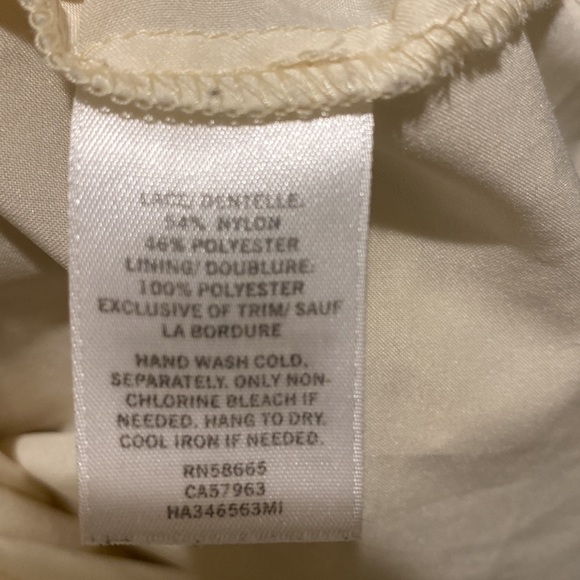 LACE/ DENTELLE:
54% NYLON
46% POLYESTER
LINING/ DOUBLURE:
100% POLYESTER
EXCLUSIVE OF TRIM/ SAUF
LA BORDURE
HAND WASH COLD,
SEPARATELY. ONLY NON-
CHLORINE BLEACH IF
NEEDED. HANG TO DRY.
COOL IRON IF NEEDED.
RN58665
CA57963
HA346563MI